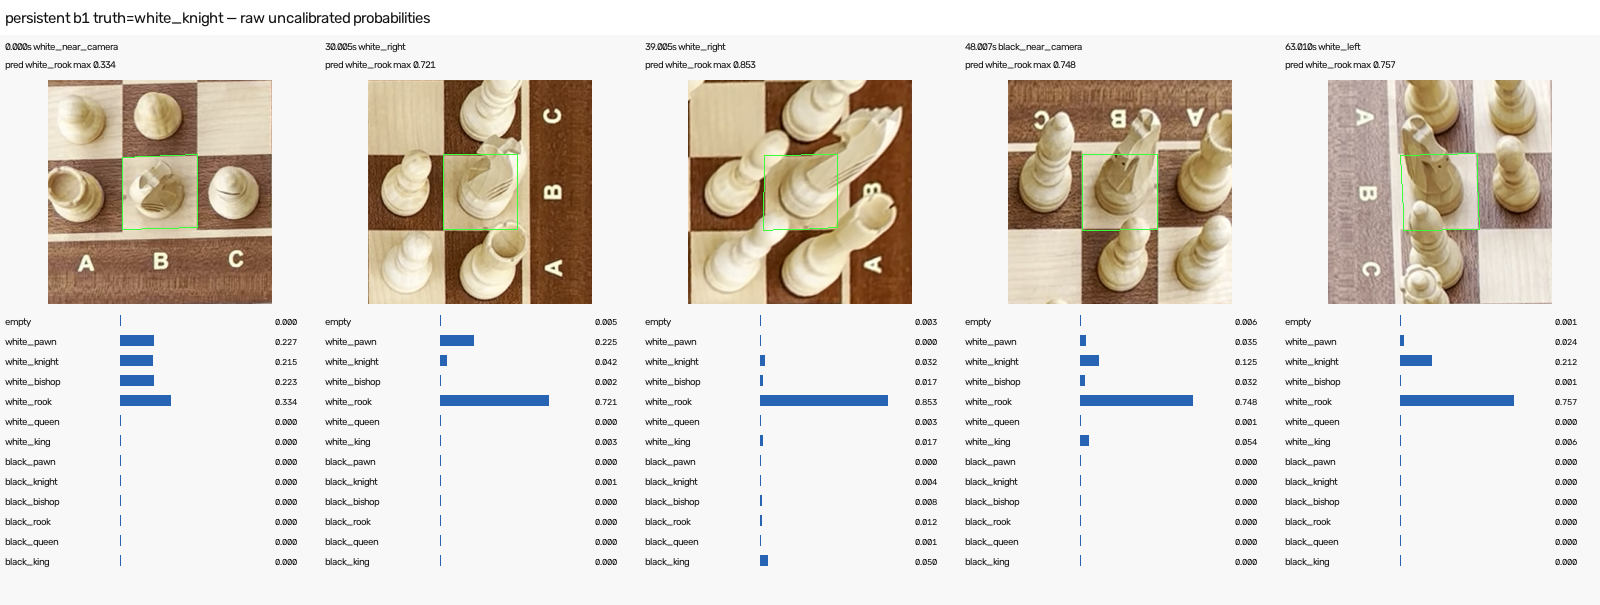 persistent b1 truth=white_knight — raw uncalibrated probabilities
0.000s white_near_camera
pred white_rook max 0.334
A B C
empty 0.000
white_pawn 0.227
white_knight 0.215
white_bishop 0.223
white_rook 0.334
white_queen 0.000
white_king 0.000
black_pawn 0.000
black_knight 0.000
black_bishop 0.000
black_rook 0.000
black_queen 0.000
black_king 0.000
30.005s white_right
pred white_rook max 0.721
C
B
A
empty 0.005
white_pawn 0.225
white_knight 0.042
white_bishop 0.002
white_rook 0.721
white_queen 0.000
white_king 0.003
black_pawn 0.000
black_knight 0.001
black_bishop 0.000
black_rook 0.000
black_queen 0.000
black_king 0.000
39.005s white_right
pred white_rook max 0.853
B
A
empty 0.003
white_pawn 0.000
white_knight 0.032
white_bishop 0.017
white_rook 0.853
white_queen 0.003
white_king 0.017
black_pawn 0.000
black_knight 0.004
black_bishop 0.008
black_rook 0.012
black_queen 0.001
black_king 0.050
48.007s black_near_camera
pred white_rook max 0.748
C B A
empty 0.006
white_pawn 0.035
white_knight 0.125
white_bishop 0.032
white_rook 0.748
white_queen 0.001
white_king 0.054
black_pawn 0.000
black_knight 0.000
black_bishop 0.000
black_rook 0.000
black_queen 0.000
black_king 0.000
63.010s white_left
pred white_rook max 0.757
A
B
C
empty 0.001
white_pawn 0.024
white_knight 0.212
white_bishop 0.001
white_rook 0.757
white_queen 0.000
white_king 0.006
black_pawn 0.000
black_knight 0.000
black_bishop 0.000
black_rook 0.000
black_queen 0.000
black_king 0.000